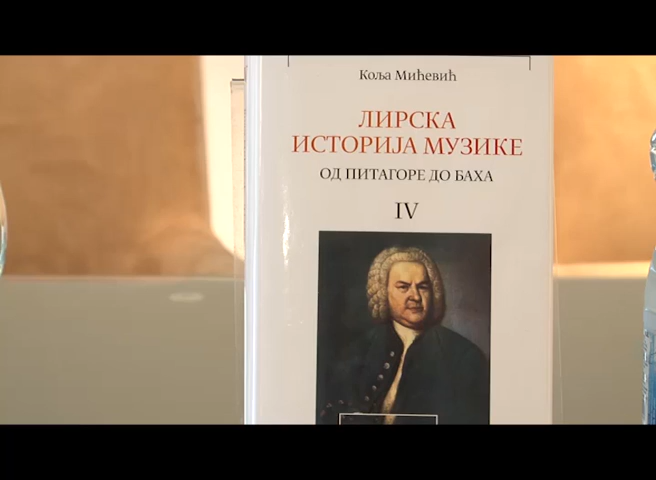 Коља Мићевић
ЛИРСКА
ИСТОРИЈА МУЗИКЕ
ОД ПИТАГОРЕ ДО БАХА
IV